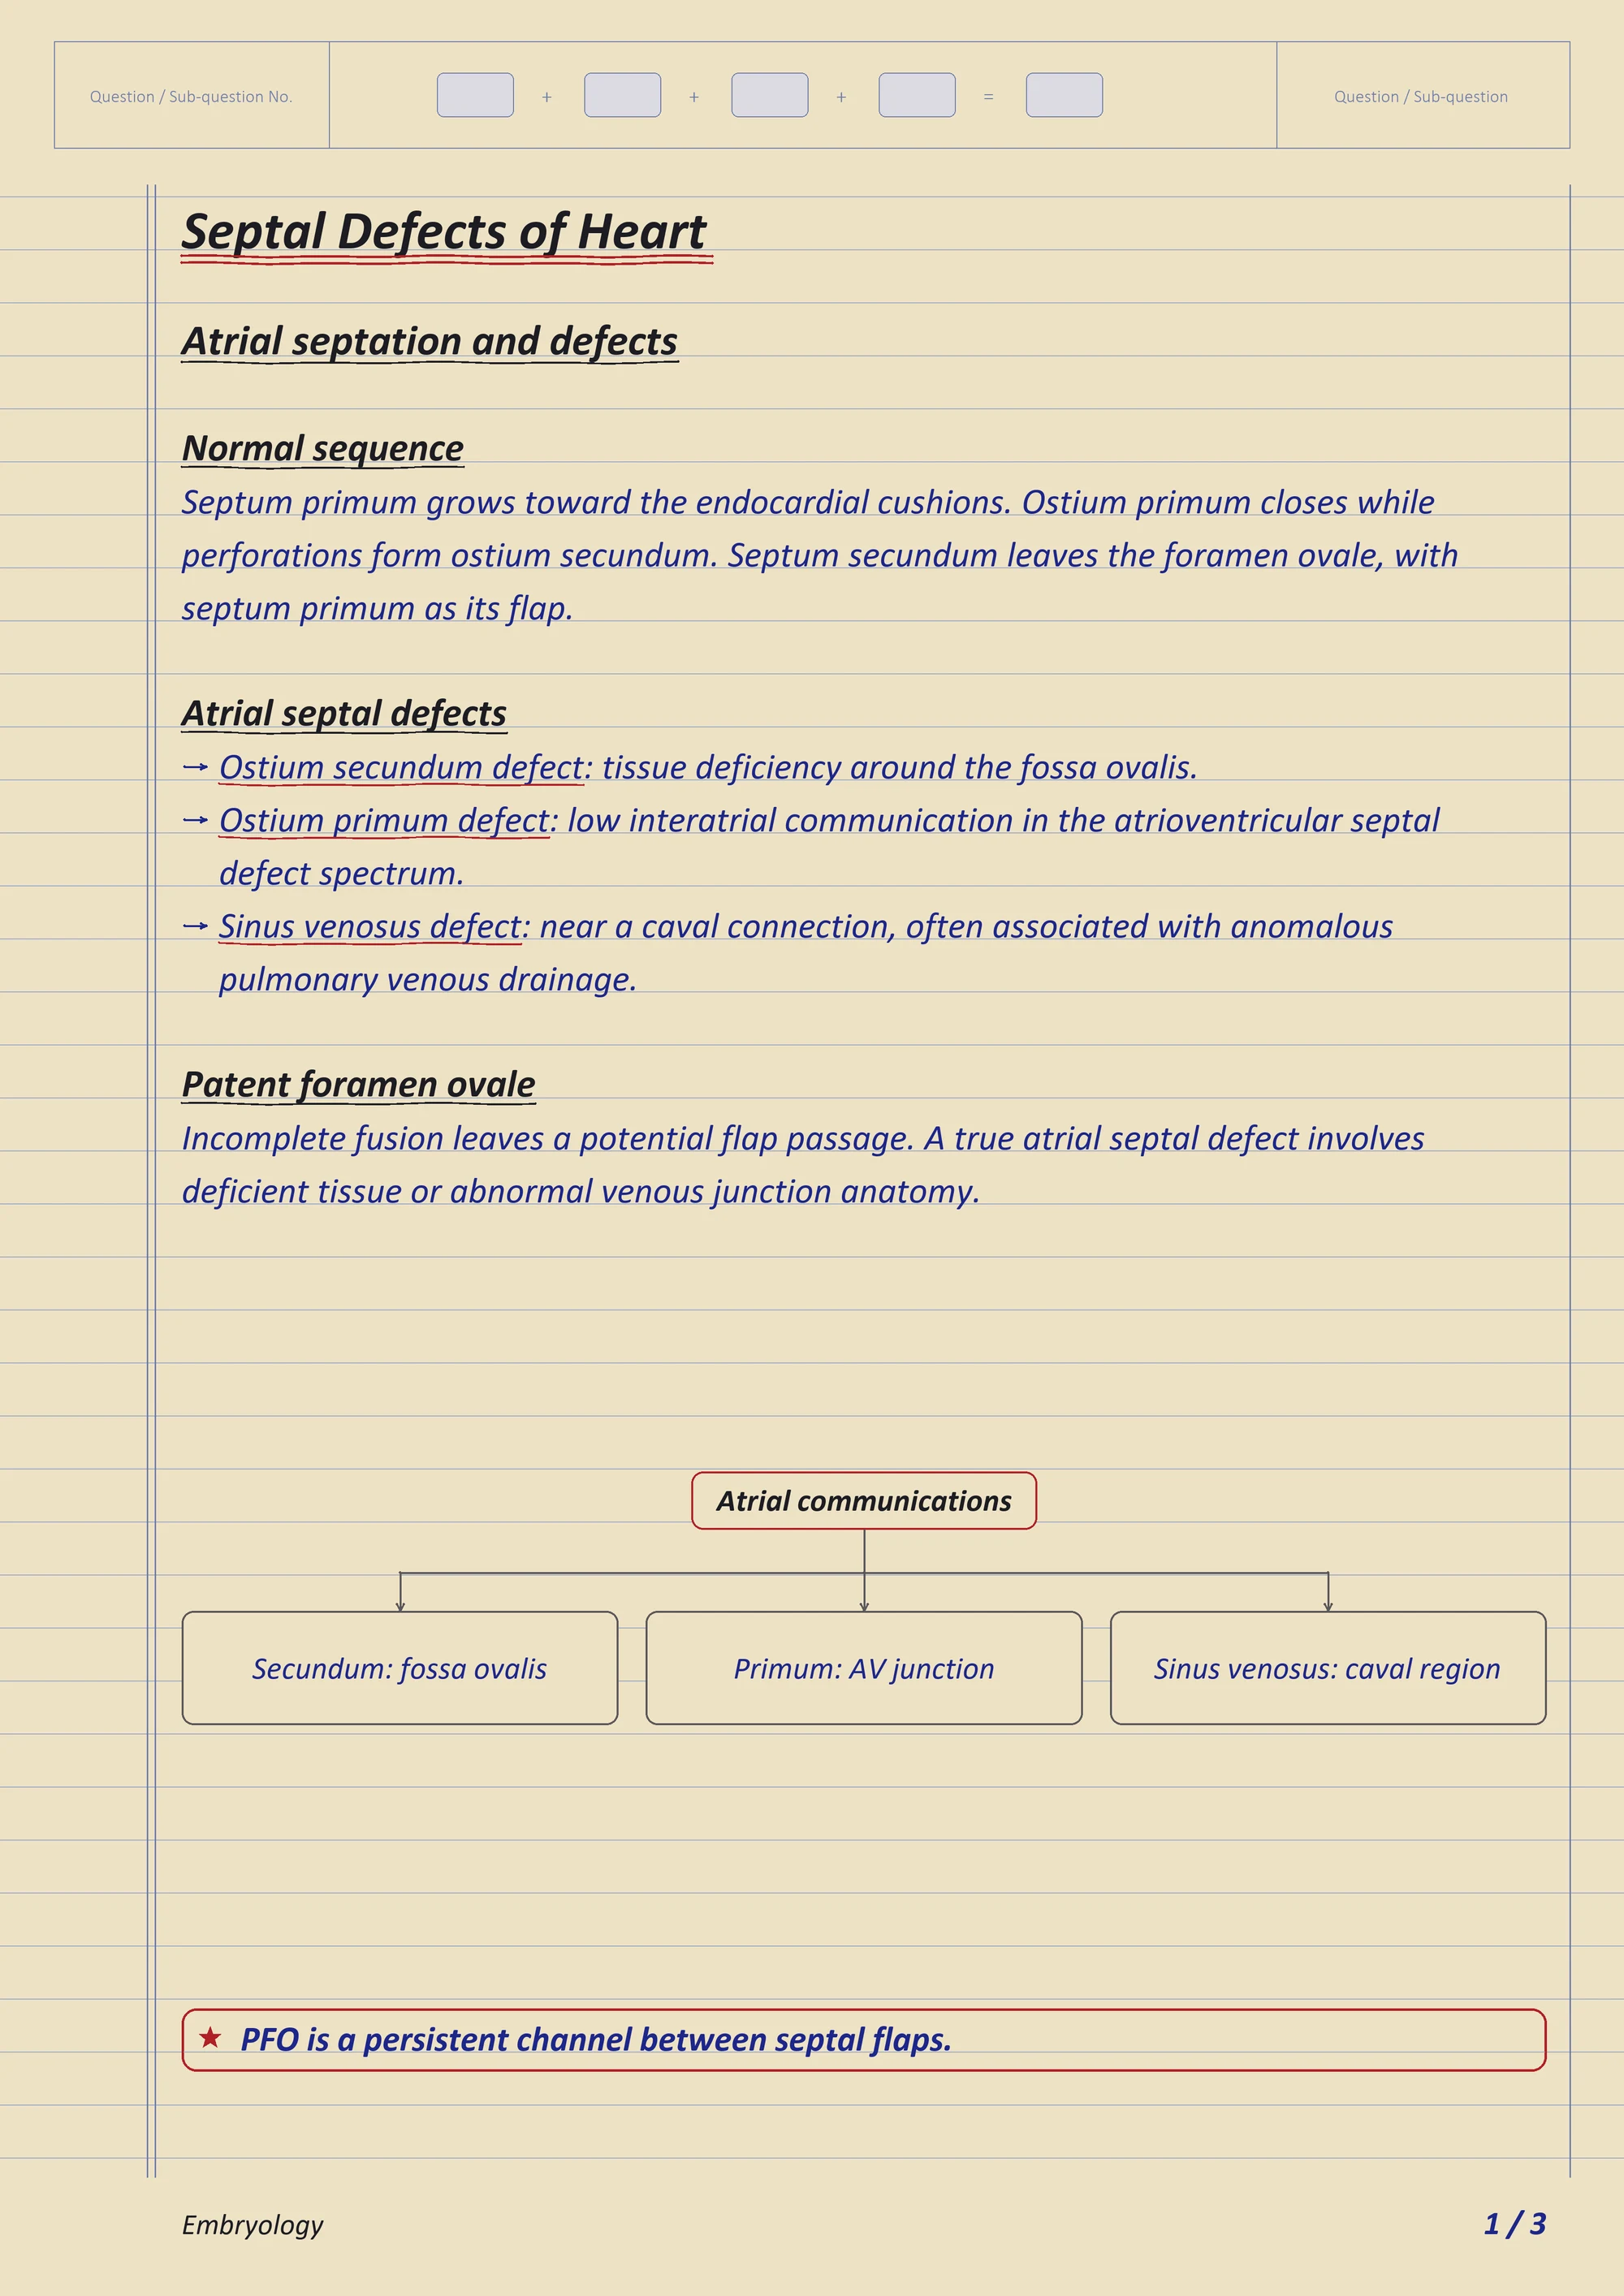 Question / Sub-question No.
+ + + =
Question / Sub-question
Septal Defects of Heart
Atrial septation and defects
Normal sequence
Septum primum grows toward the endocardial cushions. Ostium primum closes while
perforations form ostium secundum. Septum secundum leaves the foramen ovale, with
septum primum as its flap.
Atrial septal defects
→ Ostium secundum defect: tissue deficiency around the fossa ovalis.
→ Ostium primum defect: low interatrial communication in the atrioventricular septal
defect spectrum.
→ Sinus venosus defect: near a caval connection, often associated with anomalous
pulmonary venous drainage.
Patent foramen ovale
Incomplete fusion leaves a potential flap passage. A true atrial septal defect involves
deficient tissue or abnormal venous junction anatomy.
Atrial communications
Secundum: fossa ovalis
Primum: AV junction
Sinus venosus: caval region
★ PFO is a persistent channel between septal flaps.
Embryology
1 / 3